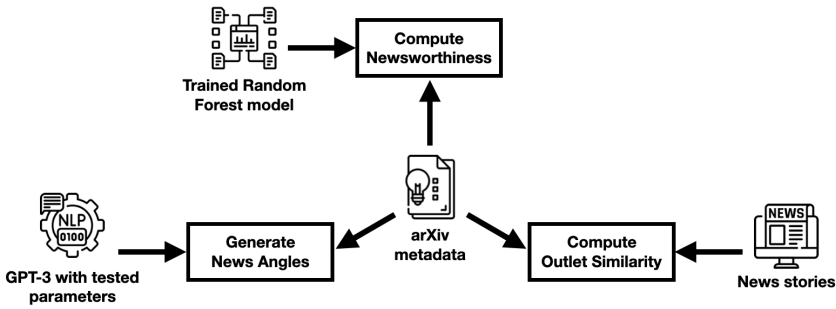 Trained Random
Forest model
Compute
Newsworthiness
arXiv
metadata
NLP
0100
GPT-3 with tested
parameters
Generate
News Angles
Compute
Outlet Similarity
NEWS
News stories